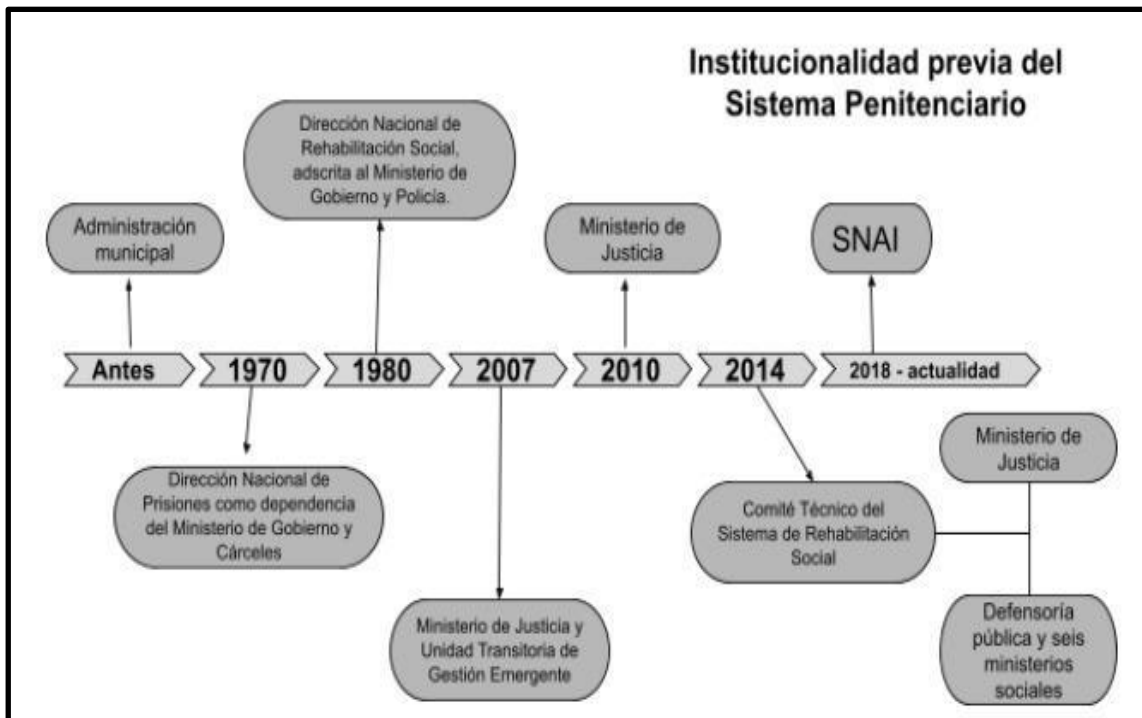 Institucionalidad previa del
Sistema Penitenciario
Dirección Nacional de
Rehabilitación Social,
adscrita al Ministerio de
Gobierno y Policía.
Administración
municipal
Ministerio de
Justicia
SNAI
Antes
1970
1980
2007
2010
2014
2018 - actualidad
Dirección Nacional de
Prisiones como dependencia
del Ministerio de Gobierno y
Cárceles
Ministerio de Justicia y
Unidad Transitoria de
Gestión Emergente
Comité Técnico del
Sistema de Rehabilitación
Social
Ministerio de
Justicia
Defensoría
pública y seis
ministerios
sociales